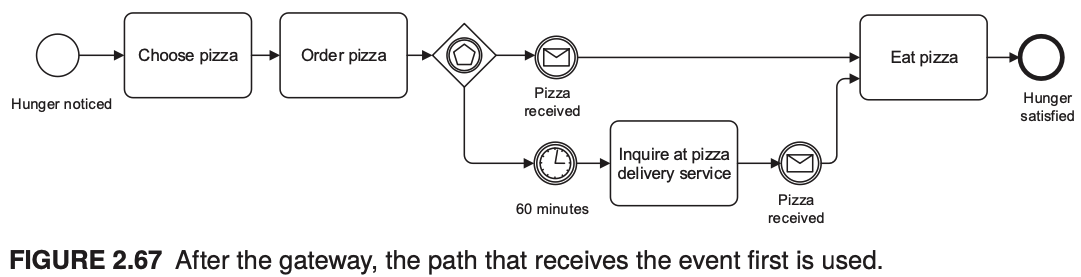 Choose pizza
Order pizza
Eat pizza
Hunger noticed
Pizza
received
Hunger
satisfied
Inquire at pizza
delivery service
60 minutes
Pizza
received
FIGURE 2.67 After the gateway, the path that receives the event first is used.